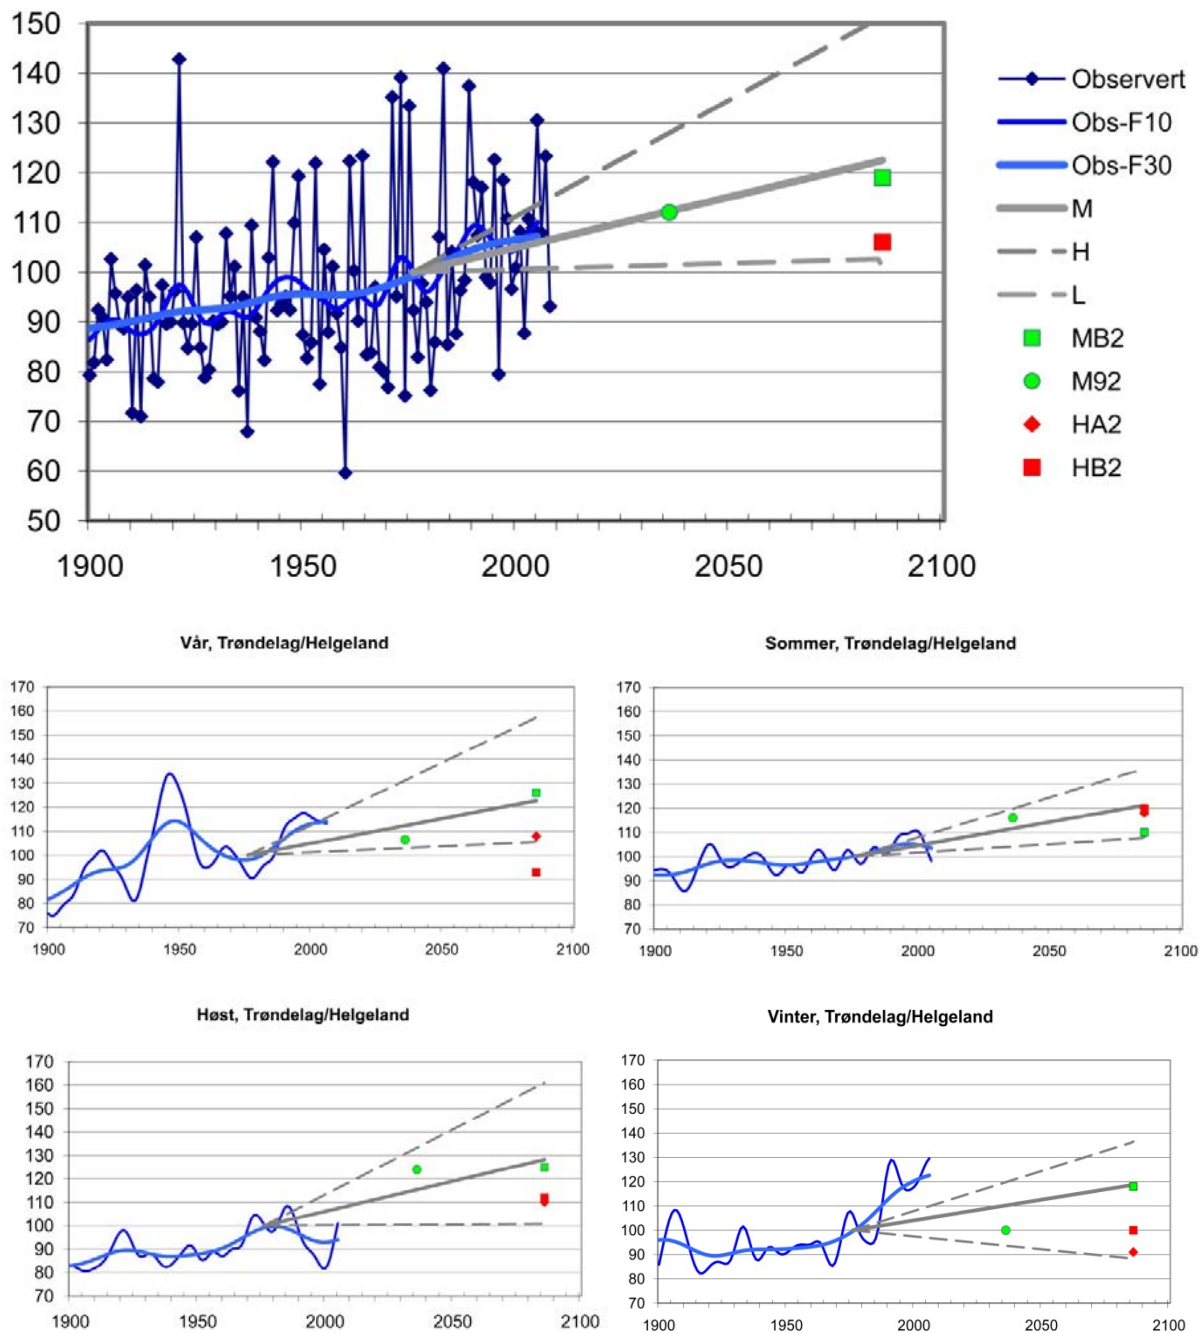 150
140
130
120
110
100
90
80
70
60
50
1900 1950 2000 2050 2100
Observert
Obs-F10
Obs-F30
M
H
L
MB2
M92
HA2
HB2
Vår, Trøndelag/Helgeland
170
160
150
140
130
120
110
100
90
80
70
1900 1950 2000 2050 2100
Sommer, Trøndelag/Helgeland
170
160
150
140
130
120
110
100
90
80
70
1900 1950 2000 2050 2100
Høst, Trøndelag/Helgeland
170
160
150
140
130
120
110
100
90
80
70
1900 1950 2000 2050 2100
Vinter, Trøndelag/Helgeland
170
160
150
140
130
120
110
100
90
80
70
1900 1950 2000 2050 2100